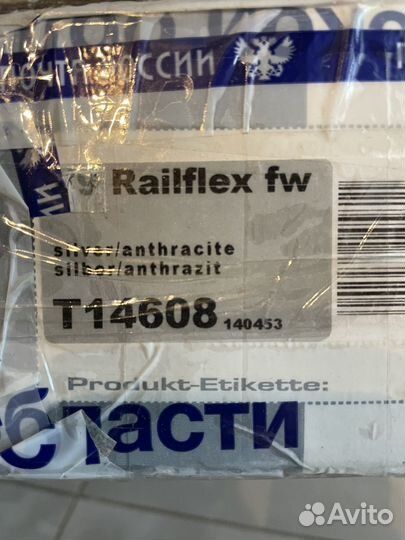 ПОЧТА РОССИИ
Railflex fw
silver/anthracite
silber/anthrazit
T14608 140453
Produkt-Etikette:
бласти
Avito